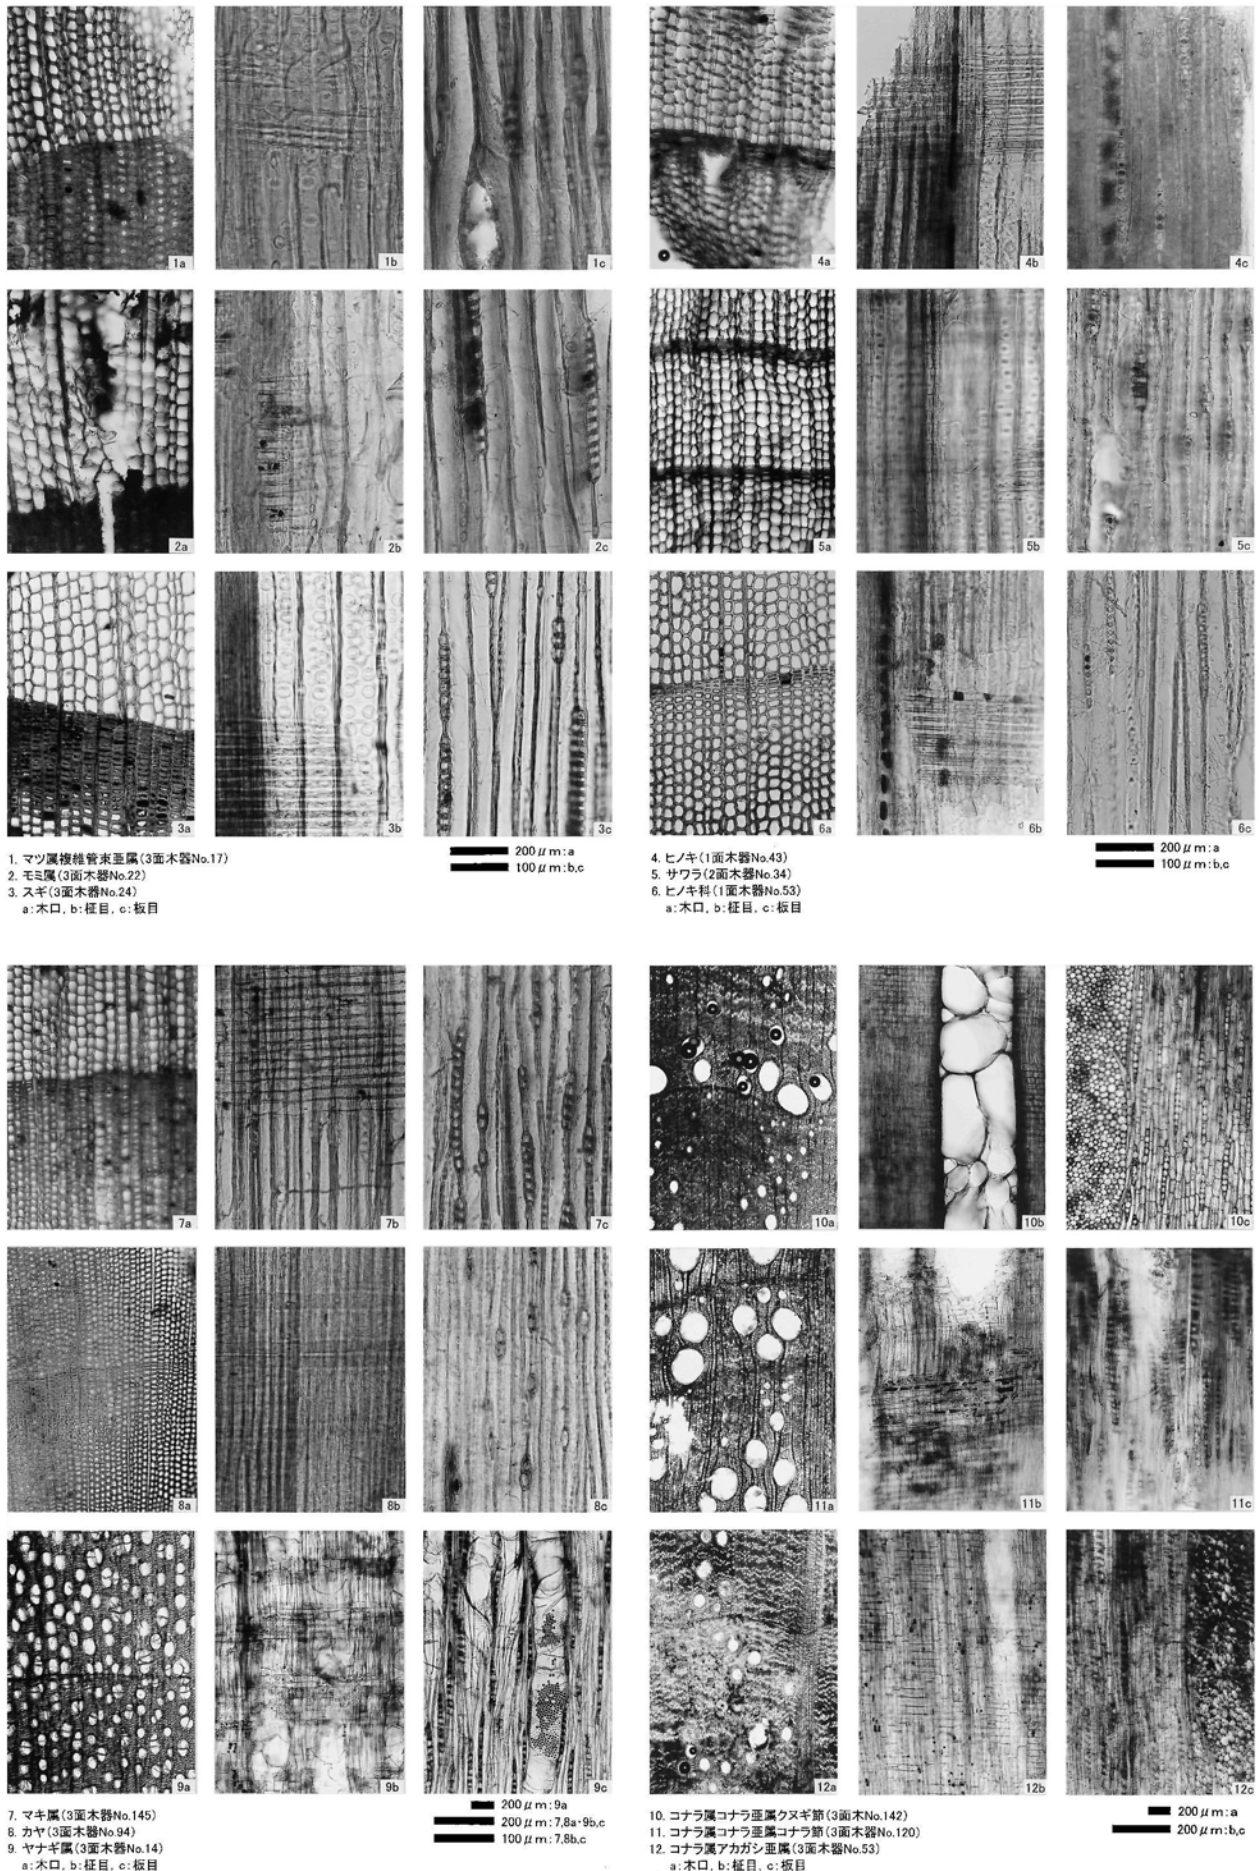 1a
1b
1c
2a
2b
2c
3a
3b
3c
200μm:a
100μm:b,c
1. マツ属複維管束亜属(3面木器No.17)
2. モミ属(3面木器No.22)
3. スギ(3面木器No.24)
a:木口, b:柾目, c:板目
4a
4b
4c
5a
5b
5c
6a
6b
6c
200μm:a
100μm:b,c
4. ヒノキ(1面木器No.43)
5. サワラ(2面木器No.34)
6. ヒノキ科(1面木器No.53)
a:木口, b:柾目, c:板目
7a
7b
7c
8a
8b
8c
9a
9b
9c
200μm:9a
200μm:7,8a・9b,c
100μm:7,8b,c
7. マキ属(3面木器No.145)
8. カヤ(3面木器No.94)
9. ヤナギ属(3面木器No.14)
a:木口, b:柾目, c:板目
10a
10b
10c
11a
11b
11c
12a
12b
12c
200μm:a
200μm:b,c
10. コナラ属コナラ亜属クヌギ節(3面木No.142)
11. コナラ属コナラ亜属コナラ節(3面木器No.120)
12. コナラ属アカガシ亜属(3面木器No.53)
a:木口, b:柾目, c:板目